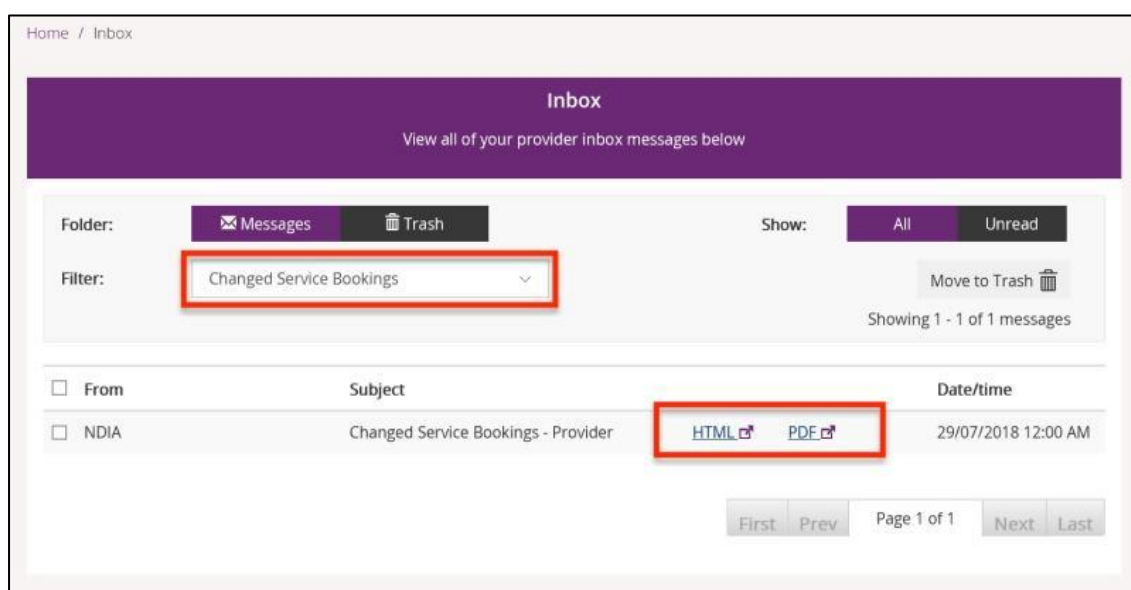 Home / Inbox
Inbox
View all of your provider inbox messages below
Folder: Messages Trash Show: All Unread
Filter: Changed Service Bookings Move to Trash
Showing 1 - 1 of 1 messages
From Subject Date/time
NDIA Changed Service Bookings - Provider HTML PDF 29/07/2018 12:00 AM
First Prev Page 1 of 1 Next Last